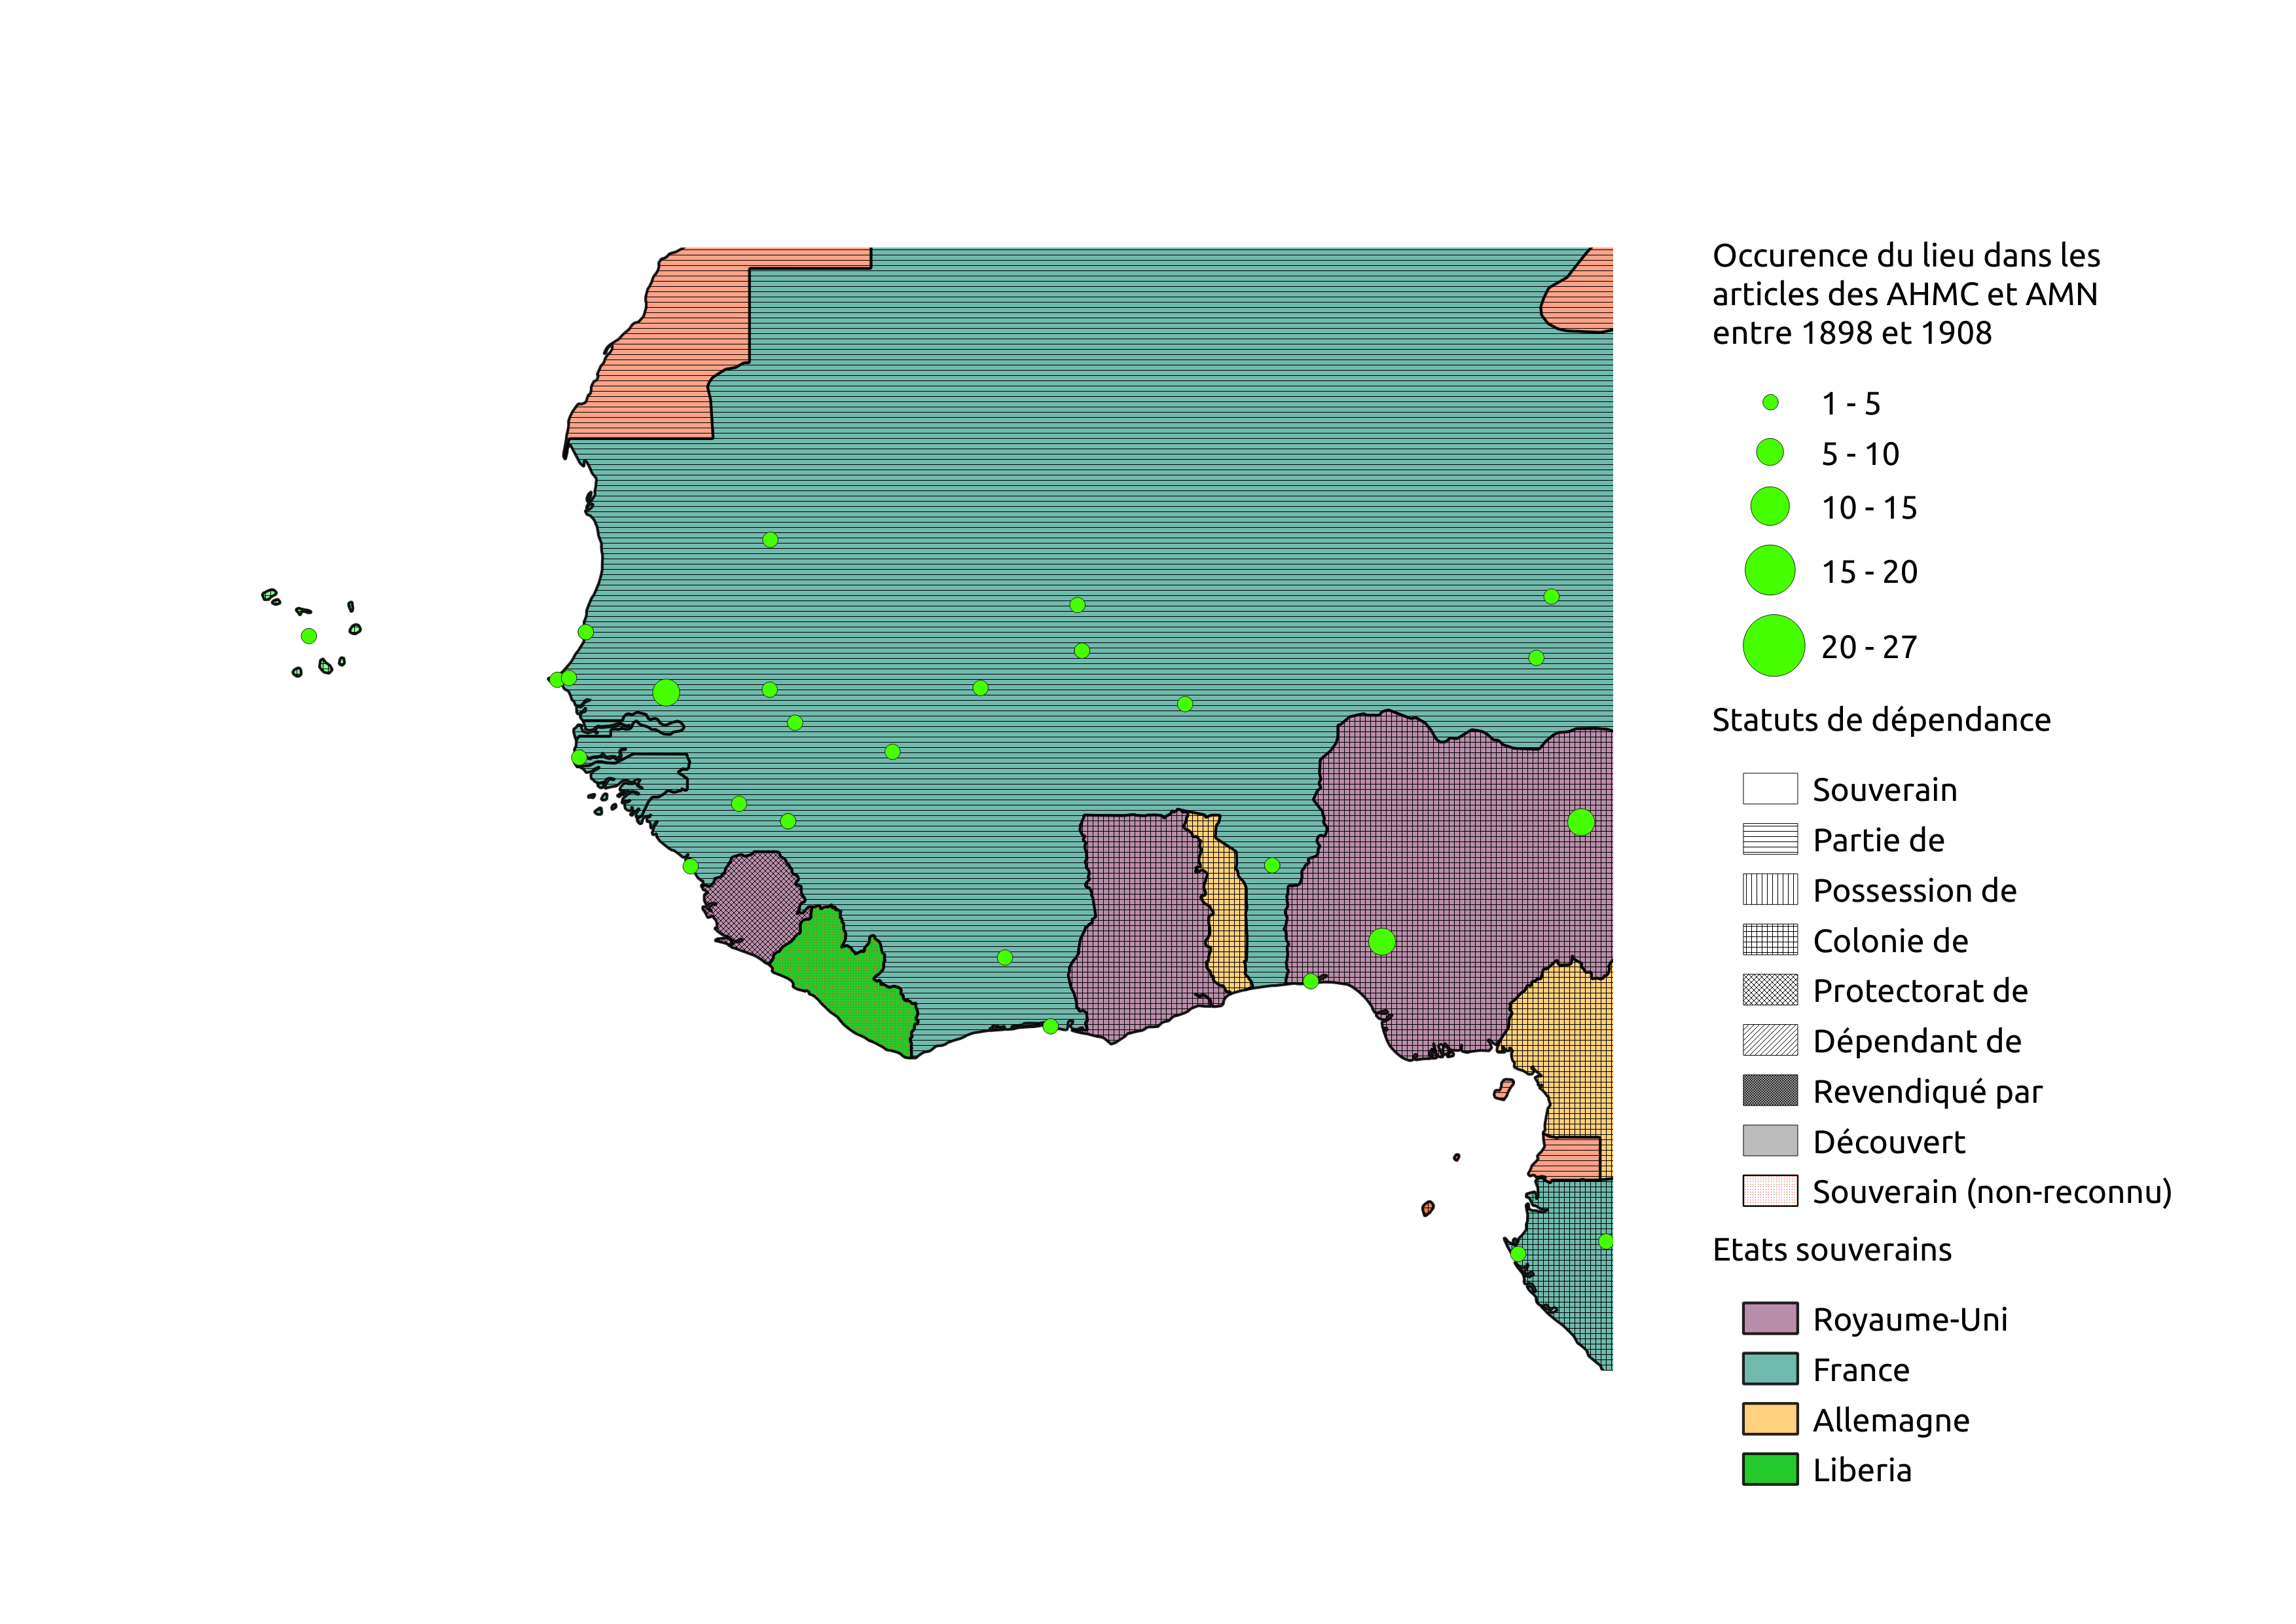 Occurence du lieu dans les
articles des AHMC et AMN
entre 1898 et 1908
1 - 5
5 - 10
10 - 15
15 - 20
20 - 27
Statuts de dépendance
Souverain
Partie de
Possession de
Colonie de
Protectorat de
Dépendant de
Revendiqué par
Découvert
Souverain (non-reconnu)
Etats souverains
Royaume-Uni
France
Allemagne
Liberia